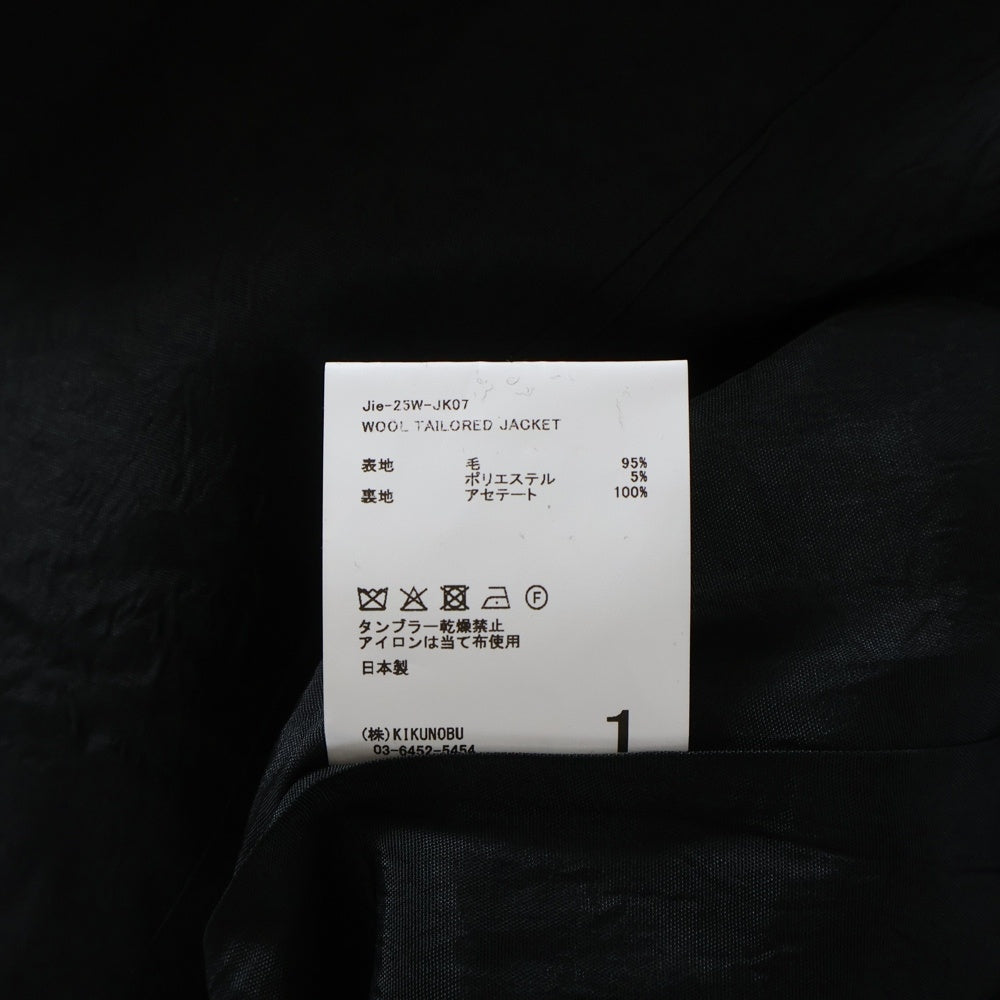 Jie-25W-JK07
WOOL TAILORED JACKET
表地 毛 95%
ポリエステル 5%
裏地 アセテート 100%
F
タンブラー乾燥禁止
アイロンは当て布使用
日本製
(株)KIKUNOBU
03-6452-5454
1